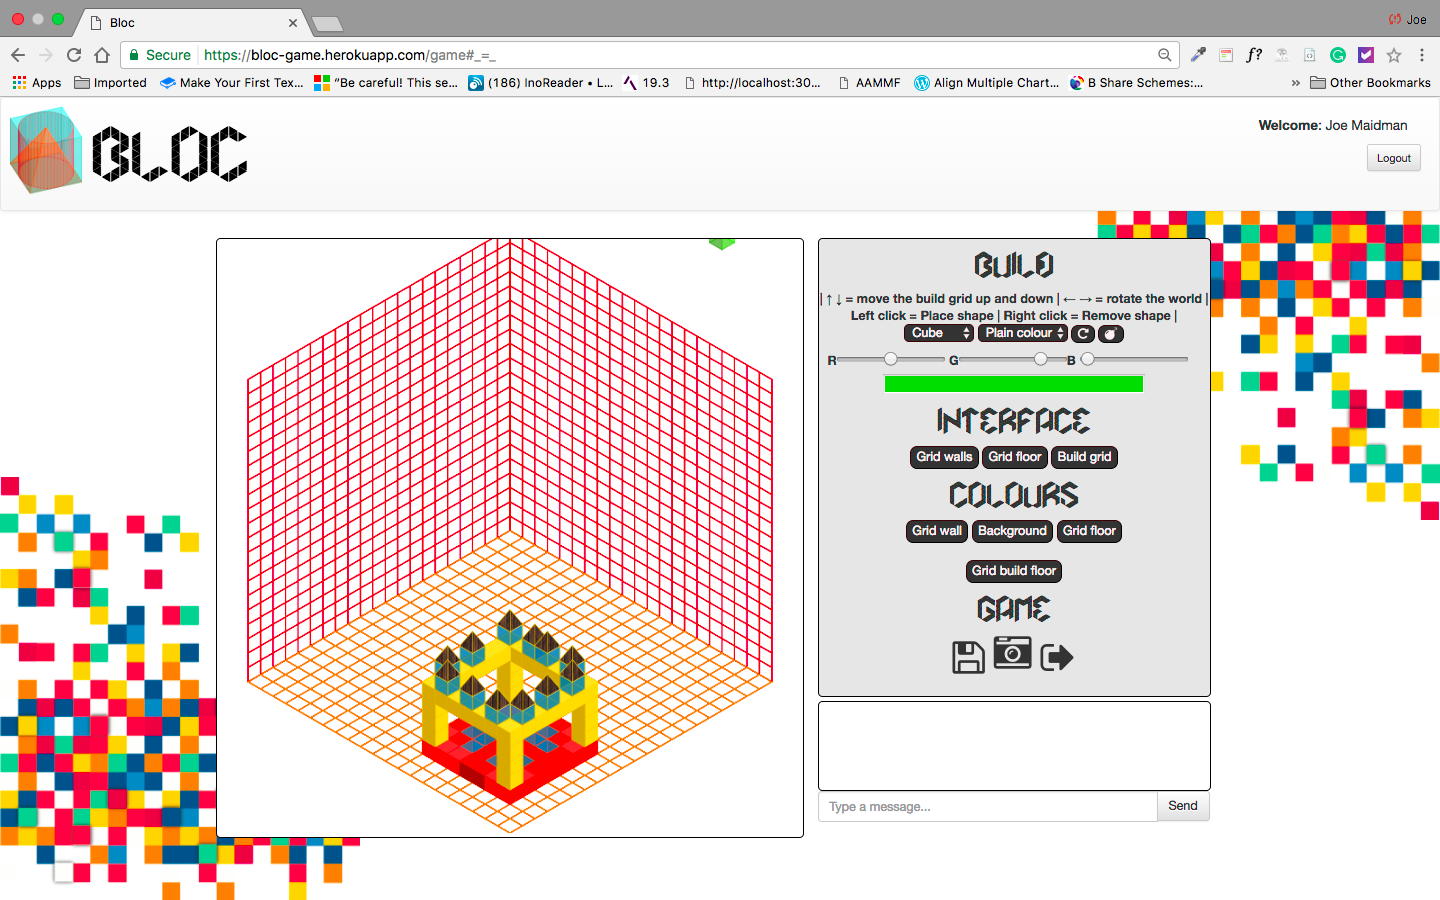 Bloc
Joe
Secure
https://bloc-game.herokuapp.com/game#_=_
f?
Apps
Imported
Make Your First Tex...
"Be careful! This se...
(186) InoReader • L...
19.3
http://localhost:30...
AAMMF
Align Multiple Chart...
B Share Schemes:...
»
Other Bookmarks
BLOC
Welcome: Joe Maidman
Logout
BUILD
| ↑ ↓ = move the build grid up and down | ← → = rotate the world |
Left click = Place shape | Right click = Remove shape |
Cube
Plain colour
R
G
B
INTERFACE
Grid walls
Grid floor
Build grid
COLOURS
Grid wall
Background
Grid floor
Grid build floor
GAME
Type a message...
Send